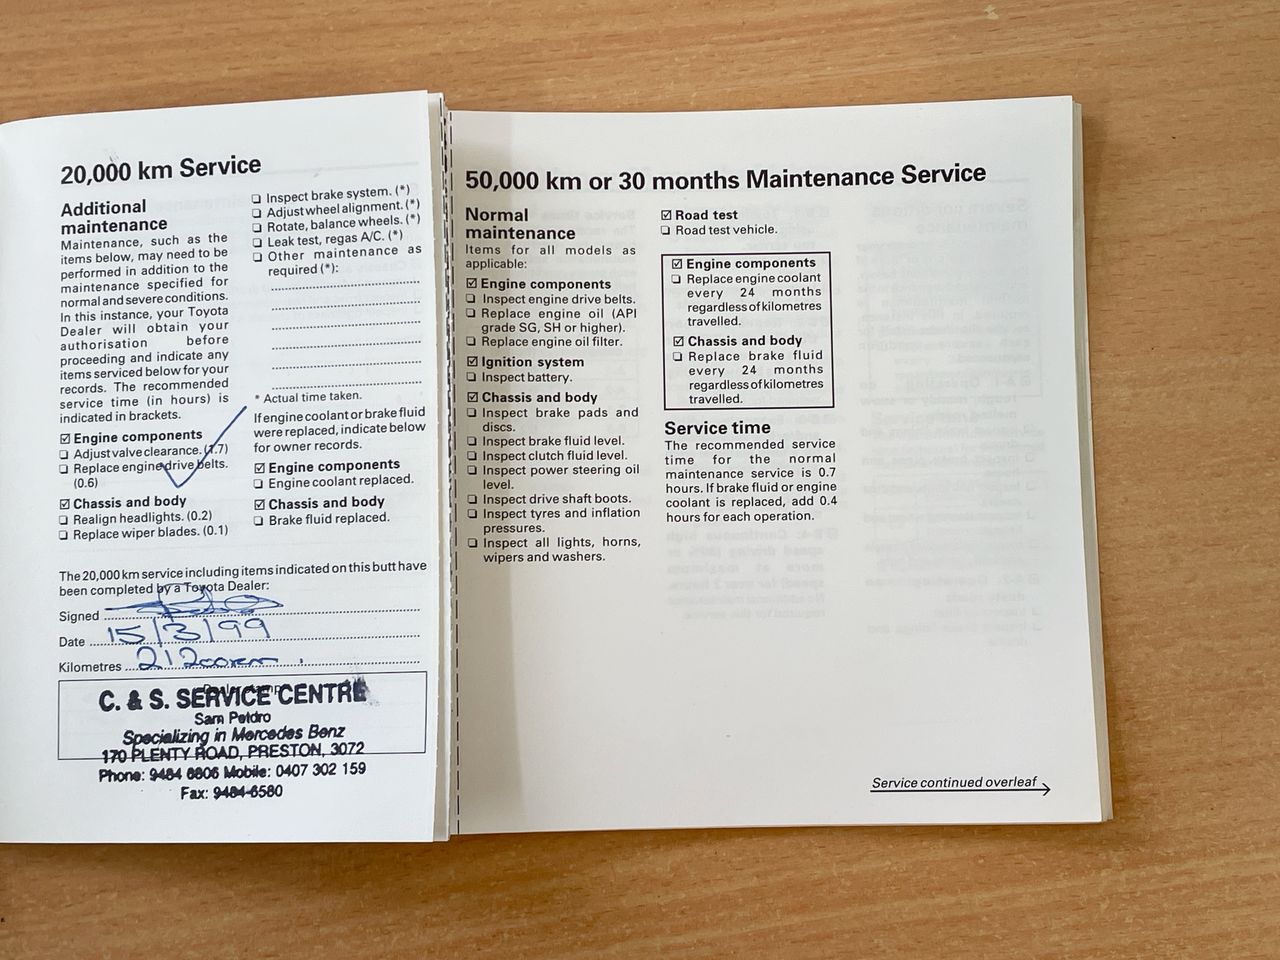 20,000 km Service
Additional
maintenance
Maintenance, such as the
items below, may need to be
performed in addition to the
maintenance specified for
normal and severe conditions.
In this instance, your Toyota
Dealer will obtain your
authorisation before
proceeding and indicate any
items serviced below for your
records. The recommended
service time (in hours) is
indicated in brackets.
☑ Engine components
❏ Adjust valve clearance. (1.7)
❏ Replace engine drive belts.
(0.6)
☑ Chassis and body
❏ Realign headlights. (0.2)
❏ Replace wiper blades. (0.1)
❏ Inspect brake system. (*)
❏ Adjust wheel alignment. (*)
❏ Rotate, balance wheels. (*)
❏ Leak test, regas A/C. (*)
❏ Other maintenance as
required (*):
* Actual time taken.
If engine coolant or brake fluid
were replaced, indicate below
for owner records.
☑ Engine components
❏ Engine coolant replaced.
☑ Chassis and body
❏ Brake fluid replaced.
The 20,000 km service including items indicated on this butt have
been completed by a Toyota Dealer:
Signed
Date 15/3/99
Kilometres 21200km
C. & S. SERVICE CENTRE
Sam Peldro
Specializing in Mercedes Benz
170 PLENTY ROAD, PRESTON, 3072
Phone: 9484 6806 Mobile: 0407 302 159
Fax: 9484-6580
50,000 km or 30 months Maintenance Service
Normal
maintenance
Items for all models as
applicable:
☑ Engine components
❏ Inspect engine drive belts.
❏ Replace engine oil (API
grade SG, SH or higher).
❏ Replace engine oil filter.
☑ Ignition system
❏ Inspect battery.
☑ Chassis and body
❏ Inspect brake pads and
discs.
❏ Inspect brake fluid level.
❏ Inspect clutch fluid level.
❏ Inspect power steering oil
level.
❏ Inspect drive shaft boots.
❏ Inspect tyres and inflation
pressures.
❏ Inspect all lights, horns,
wipers and washers.
☑ Road test
❏ Road test vehicle.
☑ Engine components
❏ Replace engine coolant
every 24 months
regardless of kilometres
travelled.
☑ Chassis and body
❏ Replace brake fluid
every 24 months
regardless of kilometres
travelled.
Service time
The recommended service
time for the normal
maintenance service is 0.7
hours. If brake fluid or engine
coolant is replaced, add 0.4
hours for each operation.
Service continued overleaf